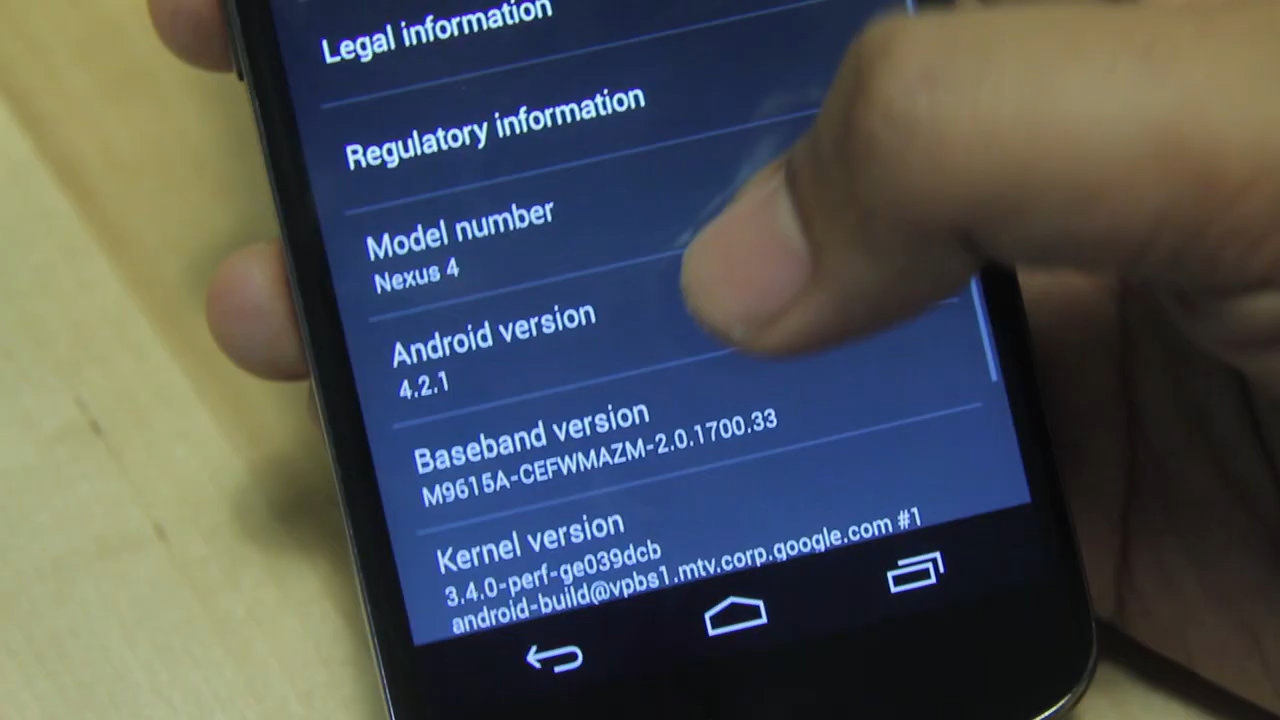 Legal information
Regulatory information
Model number
Nexus 4
Android version
4.2.1
Baseband version
M9615A-CEFWMAZM-2.0.1700.33
Kernel version
3.4.0-perf-ge039dcb
android-build@vpbs1.mtv.corp.google.com #1